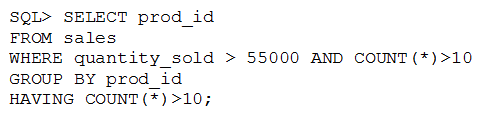 SQL> SELECT prod_id
FROM sales
WHERE quantity_sold > 55000 AND COUNT(*)>10
GROUP BY prod_id
HAVING COUNT(*)>10;